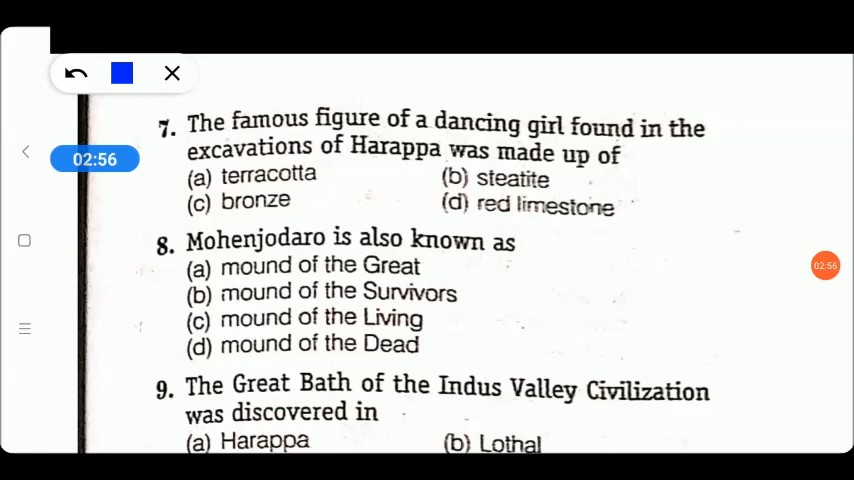 02:56
7. The famous figure of a dancing girl found in the
excavations of Harappa was made up of
(a) terracotta (b) steatite
(c) bronze (d) red limestone
02:56
8. Mohenjodaro is also known as
(a) mound of the Great
(b) mound of the Survivors
(c) mound of the Living
(d) mound of the Dead
9. The Great Bath of the Indus Valley Civilization
was discovered in
(a) Harappa (b) Lothal